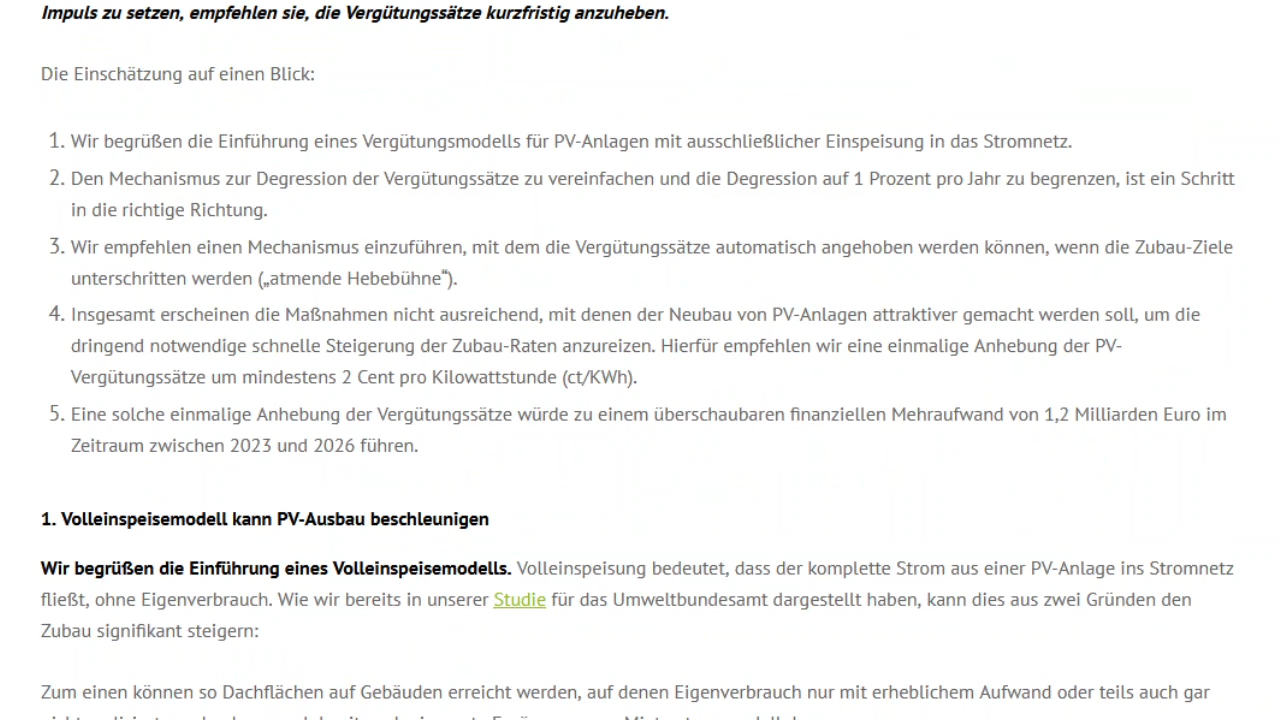 Impuls zu setzen, empfehlen sie, die Vergütungssätze kurzfristig anzuheben.
Die Einschätzung auf einen Blick:
1. Wir begrüßen die Einführung eines Vergütungsmodells für PV-Anlagen mit ausschließlicher Einspeisung in das Stromnetz.
2. Den Mechanismus zur Degression der Vergütungssätze zu vereinfachen und die Degression auf 1 Prozent pro Jahr zu begrenzen, ist ein Schritt
in die richtige Richtung.
3. Wir empfehlen einen Mechanismus einzuführen, mit dem die Vergütungssätze automatisch angehoben werden können, wenn die Zubau-Ziele
unterschritten werden („atmende Hebebühne“).
4. Insgesamt erscheinen die Maßnahmen nicht ausreichend, mit denen der Neubau von PV-Anlagen attraktiver gemacht werden soll, um die
dringend notwendige schnelle Steigerung der Zubau-Raten anzureizen. Hierfür empfehlen wir eine einmalige Anhebung der PV-
Vergütungssätze um mindestens 2 Cent pro Kilowattstunde (ct/KWh).
5. Eine solche einmalige Anhebung der Vergütungssätze würde zu einem überschaubaren finanziellen Mehraufwand von 1,2 Milliarden Euro im
Zeitraum zwischen 2023 und 2026 führen.
1. Volleinspeisemodell kann PV-Ausbau beschleunigen
Wir begrüßen die Einführung eines Volleinspeisemodells. Volleinspeisung bedeutet, dass der komplette Strom aus einer PV-Anlage ins Stromnetz
fließt, ohne Eigenverbrauch. Wie wir bereits in unserer Studie für das Umweltbundesamt dargestellt haben, kann dies aus zwei Gründen den
Zubau signifikant steigern:
Zum einen können so Dachflächen auf Gebäuden erreicht werden, auf denen Eigenverbrauch nur mit erheblichem Aufwand oder teils auch gar